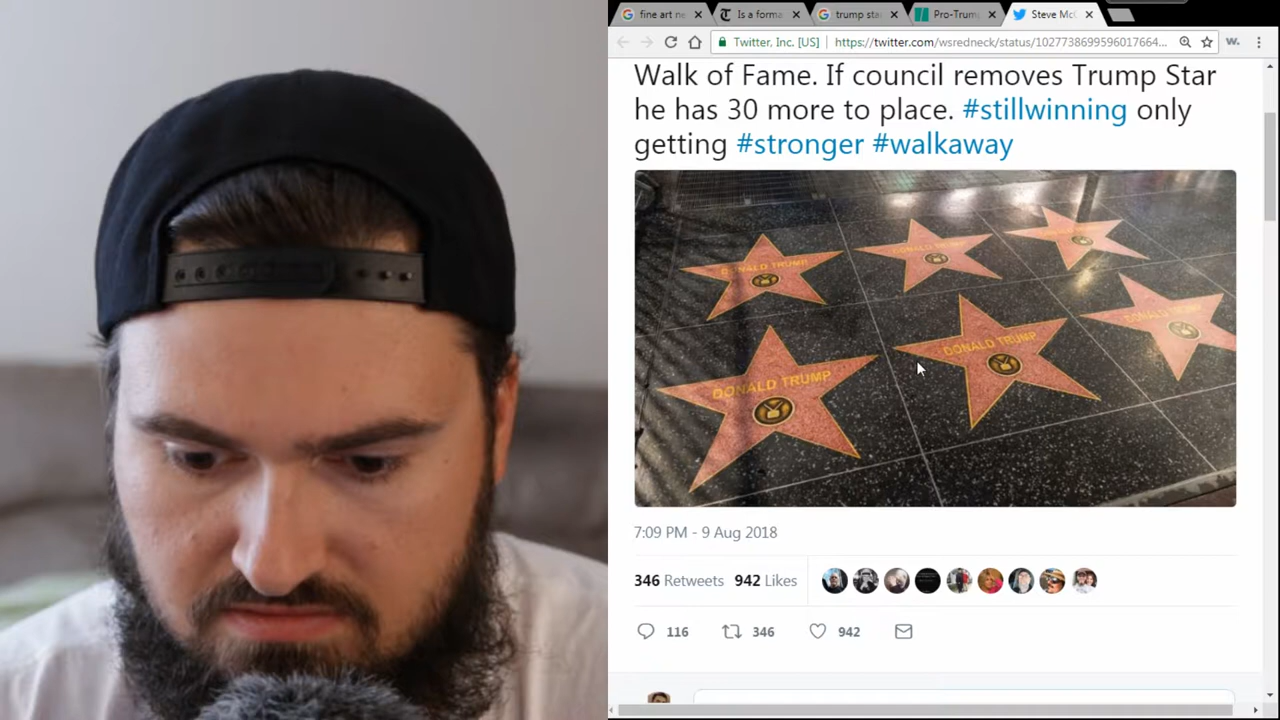 fine art ne
Is a forma
trump sta
Pro-Trum
Steve Mc
Twitter, Inc. [US]
https://twitter.com/wsredneck/status/1027738699596017664...
W.
Walk of Fame. If council removes Trump Star
he has 30 more to place. #stillwinning only
getting #stronger #walkaway
DONALD TRUMP
DONALD TRUMP
DONALD TRUMP
DONALD TRUMP
DONALD TRUMP
7:09 PM - 9 Aug 2018
346 Retweets 942 Likes
116 346 942